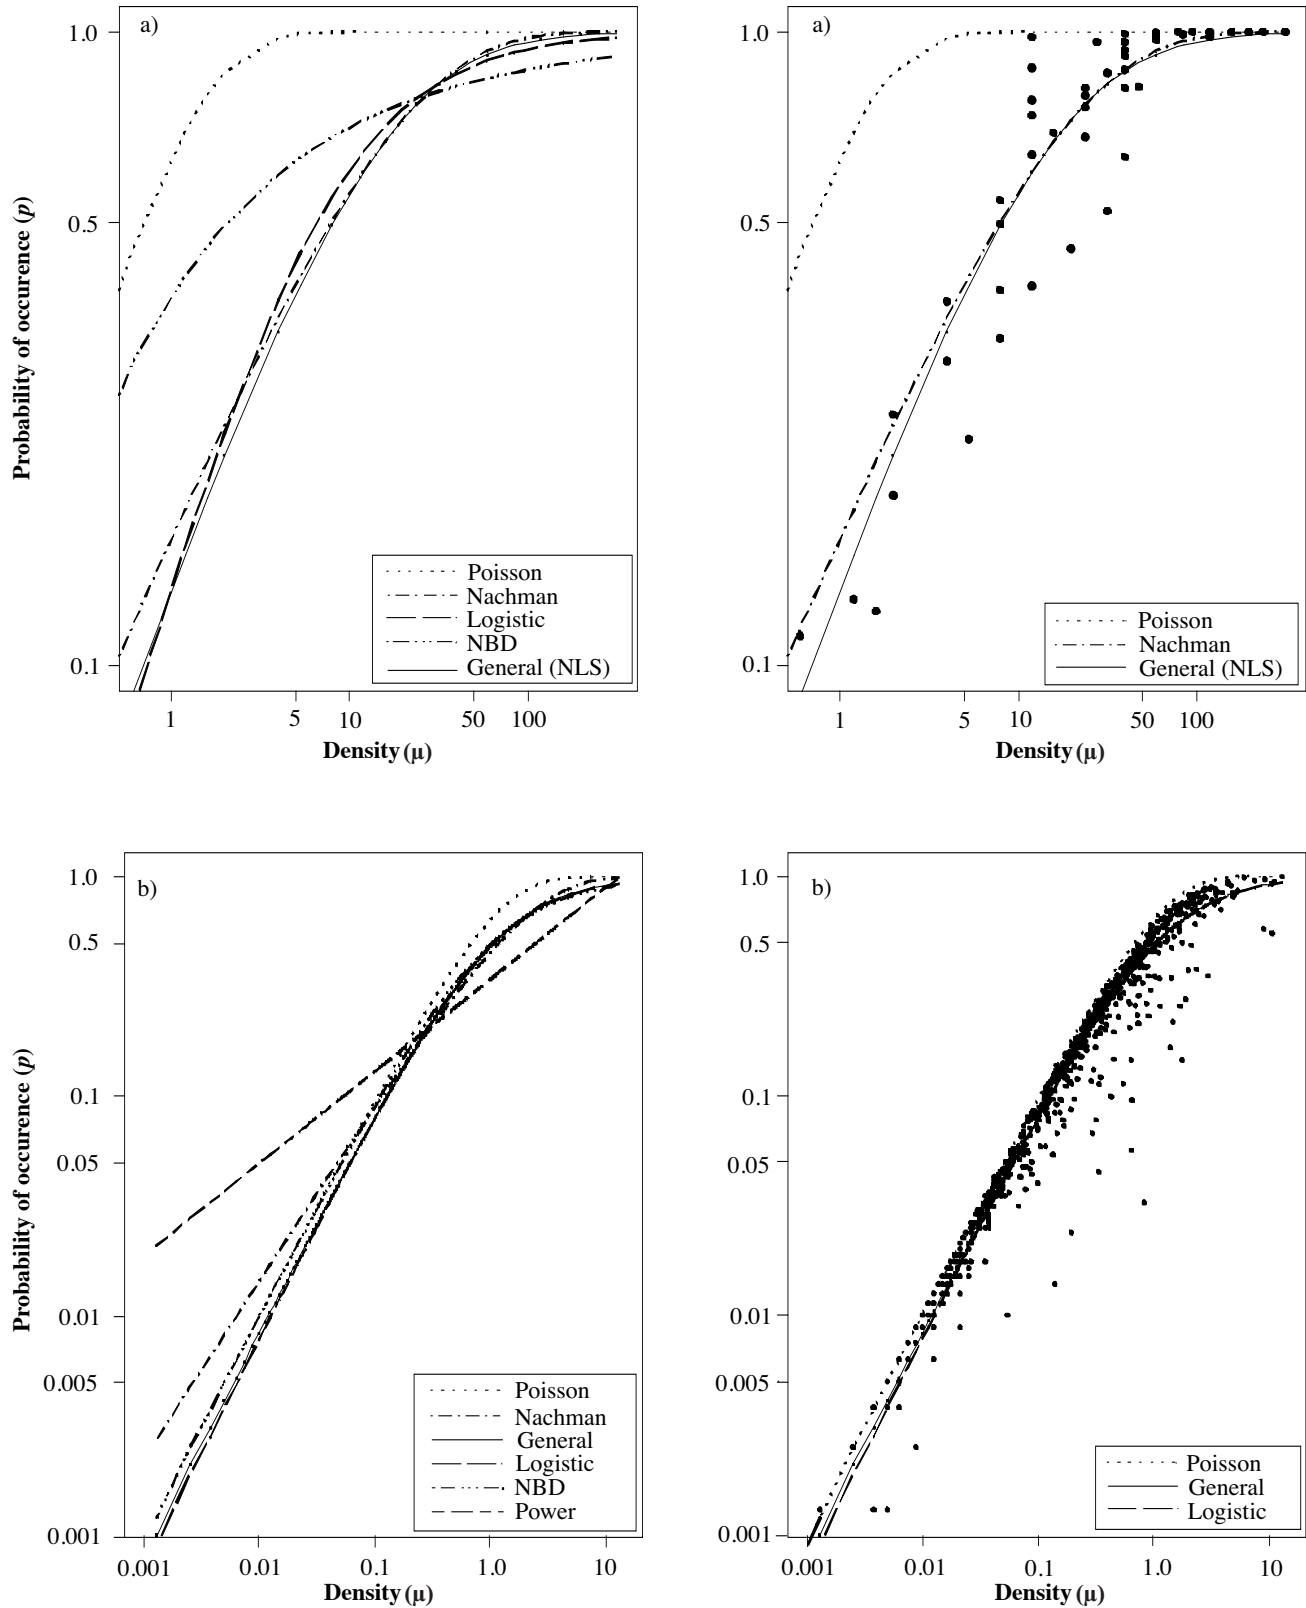 a)
1.0
0.5
0.1
Probability of occurence (p)
1 5 10 50 100
Density (μ)
Poisson
Nachman
Logistic
NBD
General (NLS)
a)
1.0
0.5
0.1
1 5 10 50 100
Density (μ)
Poisson
Nachman
General (NLS)
b)
1.0
0.5
0.1
0.05
0.01
0.005
0.001
Probability of occurence (p)
0.001 0.01 0.1 1.0 10
Density (μ)
Poisson
Nachman
General
Logistic
NBD
Power
b)
1.0
0.5
0.1
0.05
0.01
0.005
0.001
0.001 0.01 0.1 1.0 10
Density (μ)
Poisson
General
Logistic